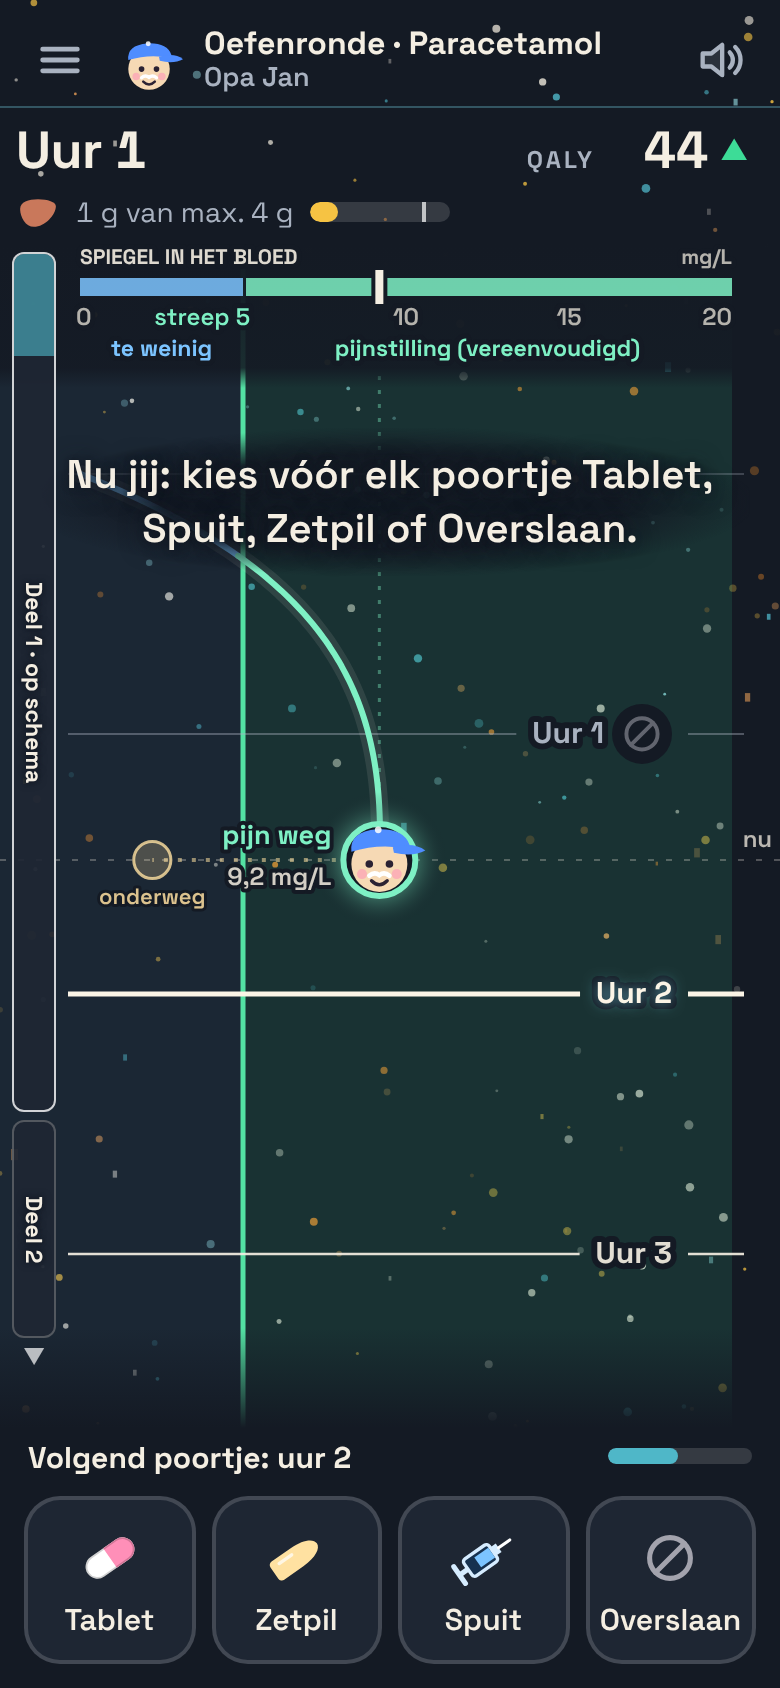 Oefenronde · Paracetamol
Opa Jan
Uur 1
QALY 44
1 g van max. 4 g
SPIEGEL IN HET BLOED mg/L
0 streep 5 10 15 20
te weinig pijnstilling (vereenvoudigd)
Nu jij: kies vóór elk poortje Tablet,
Spuit, Zetpil of Overslaan.
Deel 1 · op schema
Uur 1
pijn weg
nu
9,2 mg/L
onderweg
Uur 2
Deel 2
Uur 3
Volgend poortje: uur 2
Tablet Zetpil Spuit Overslaan